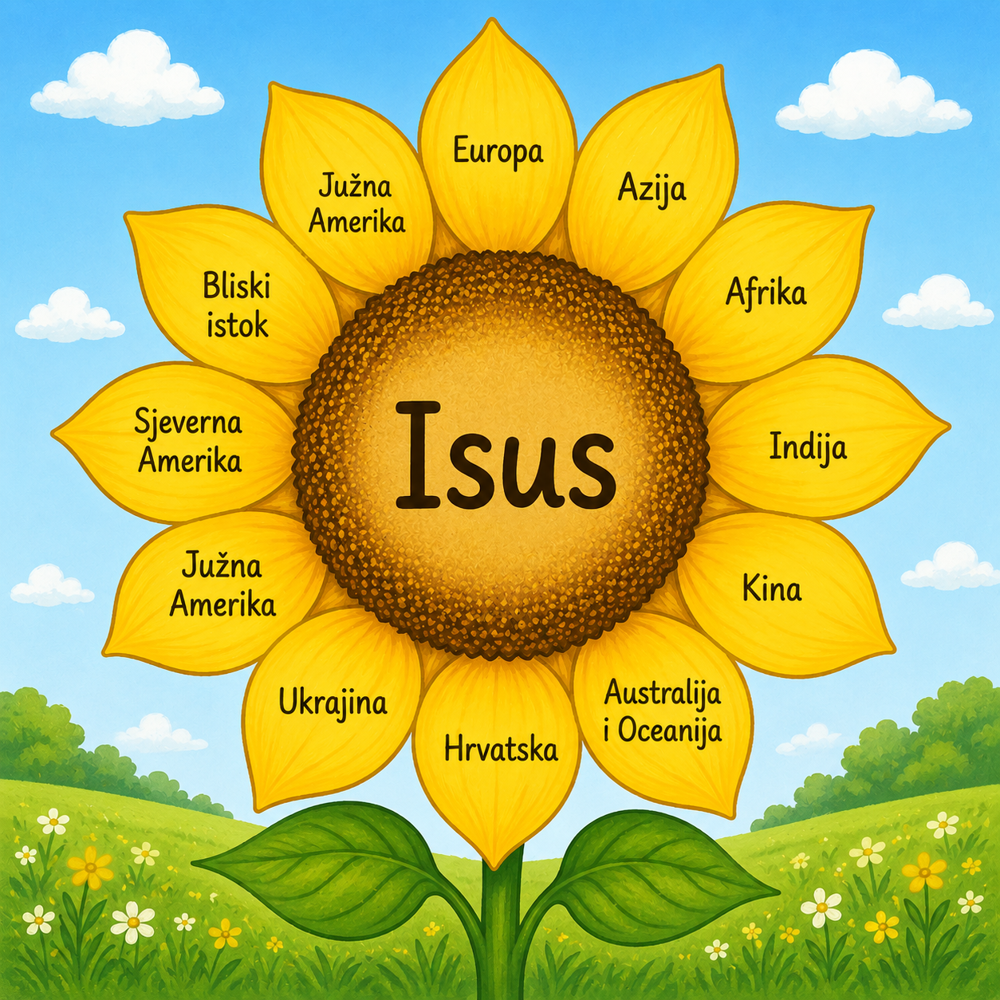 Europa
Azija
Afrika
Indija
Kina
Australija
i Oceanija
Hrvatska
Ukrajina
Južna
Amerika
Sjeverna
Amerika
Bliski
istok
Južna
Amerika
Isus